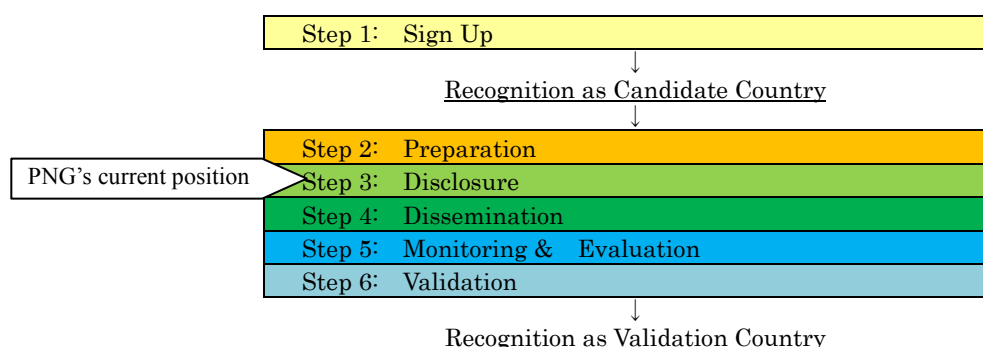 Step 1: Sign Up
↓
Recognition as Candidate Country
↓
Step 2: Preparation
PNG's current position
Step 3: Disclosure
Step 4: Dissemination
Step 5: Monitoring & Evaluation
Step 6: Validation
↓
Recognition as Validation Country